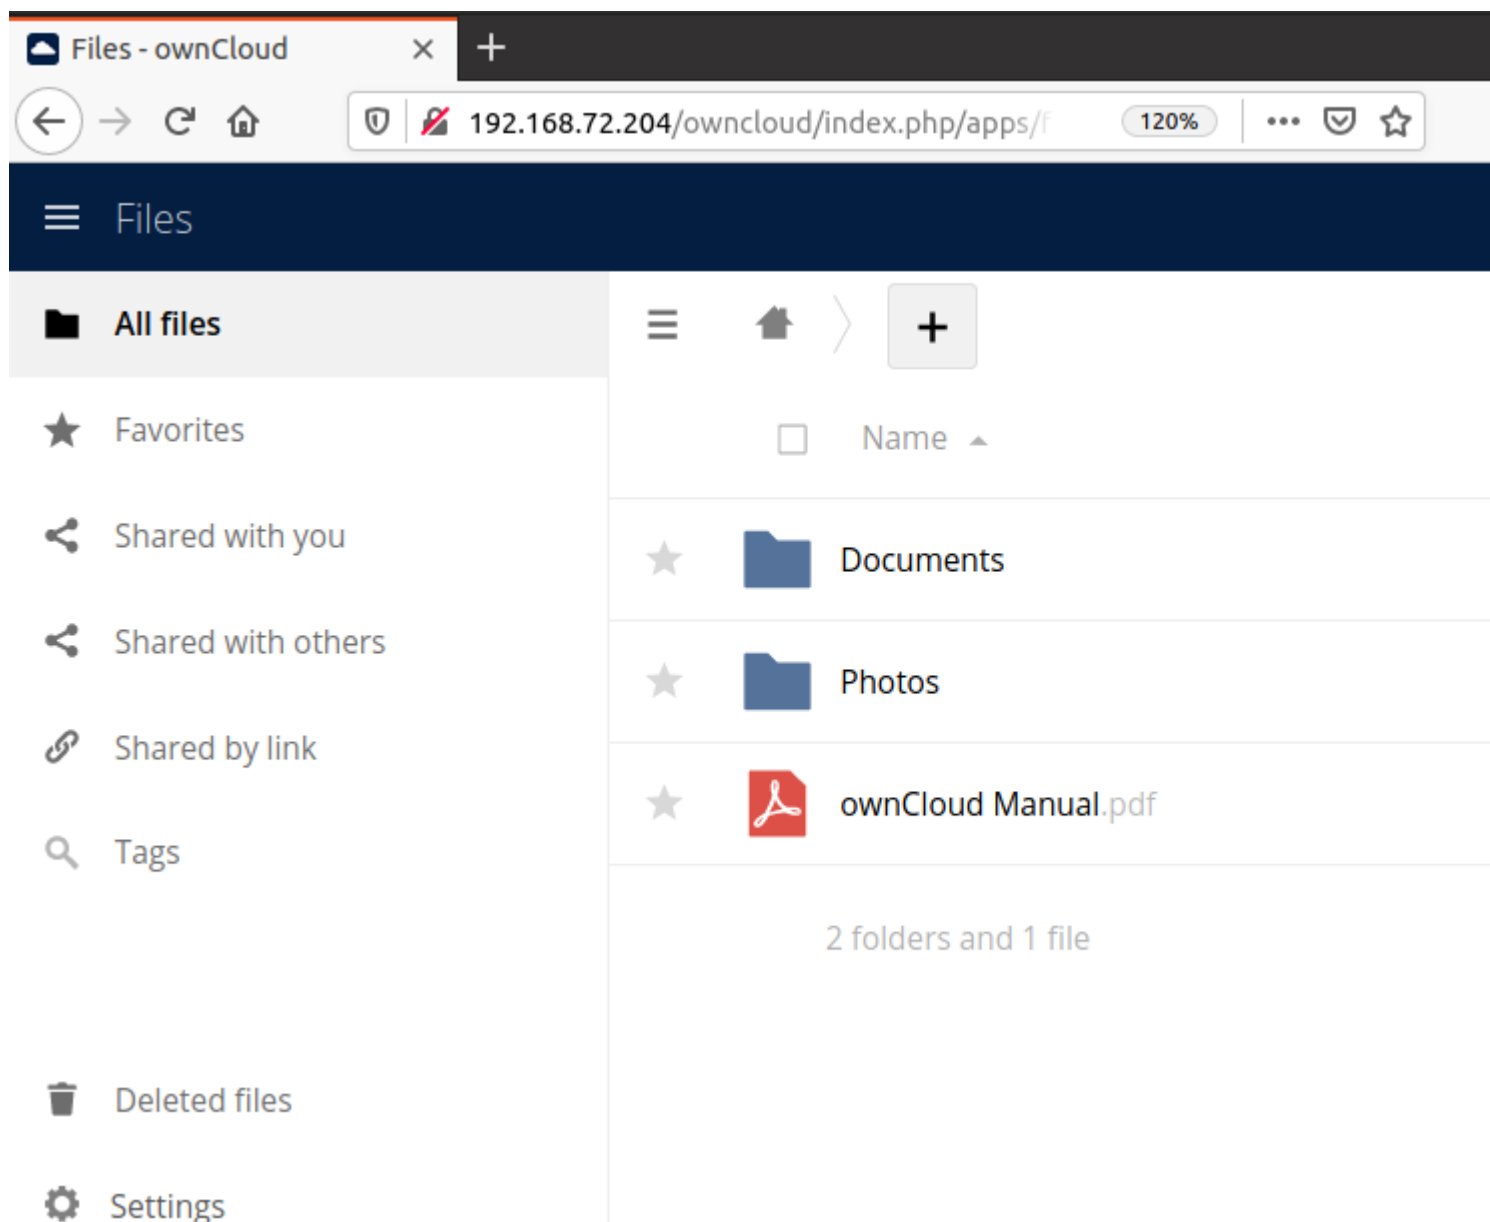 Files - ownCloud
192.168.72.204/owncloud/index.php/apps/f
120%
Files
All files
Favorites
Shared with you
Shared with others
Shared by link
Tags
Deleted files
Settings
Name
Documents
Photos
ownCloud Manual.pdf
2 folders and 1 file